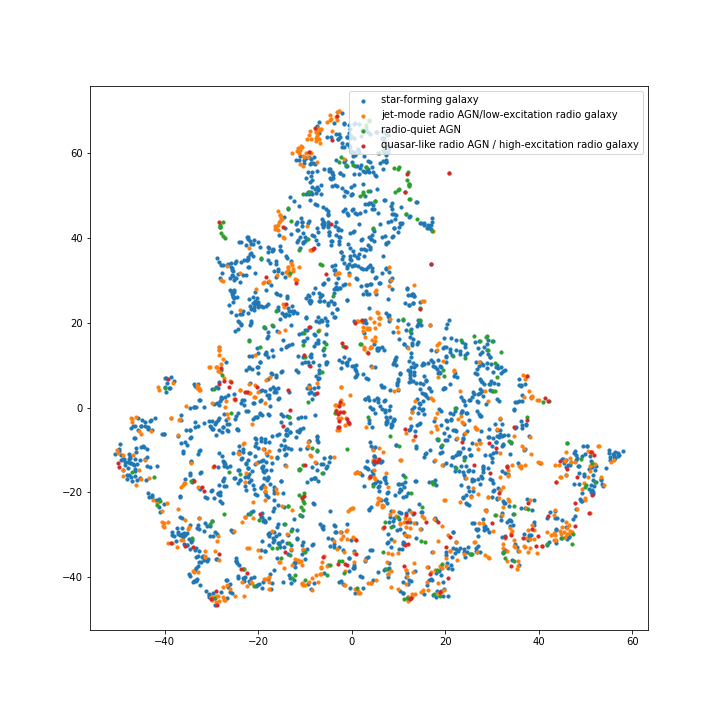 star-forming galaxy
jet-mode radio AGN/low-excitation radio galaxy
radio-quiet AGN
quasar-like radio AGN / high-excitation radio galaxy
60
40
20
0
−20
−40
−40 −20 0 20 40 60